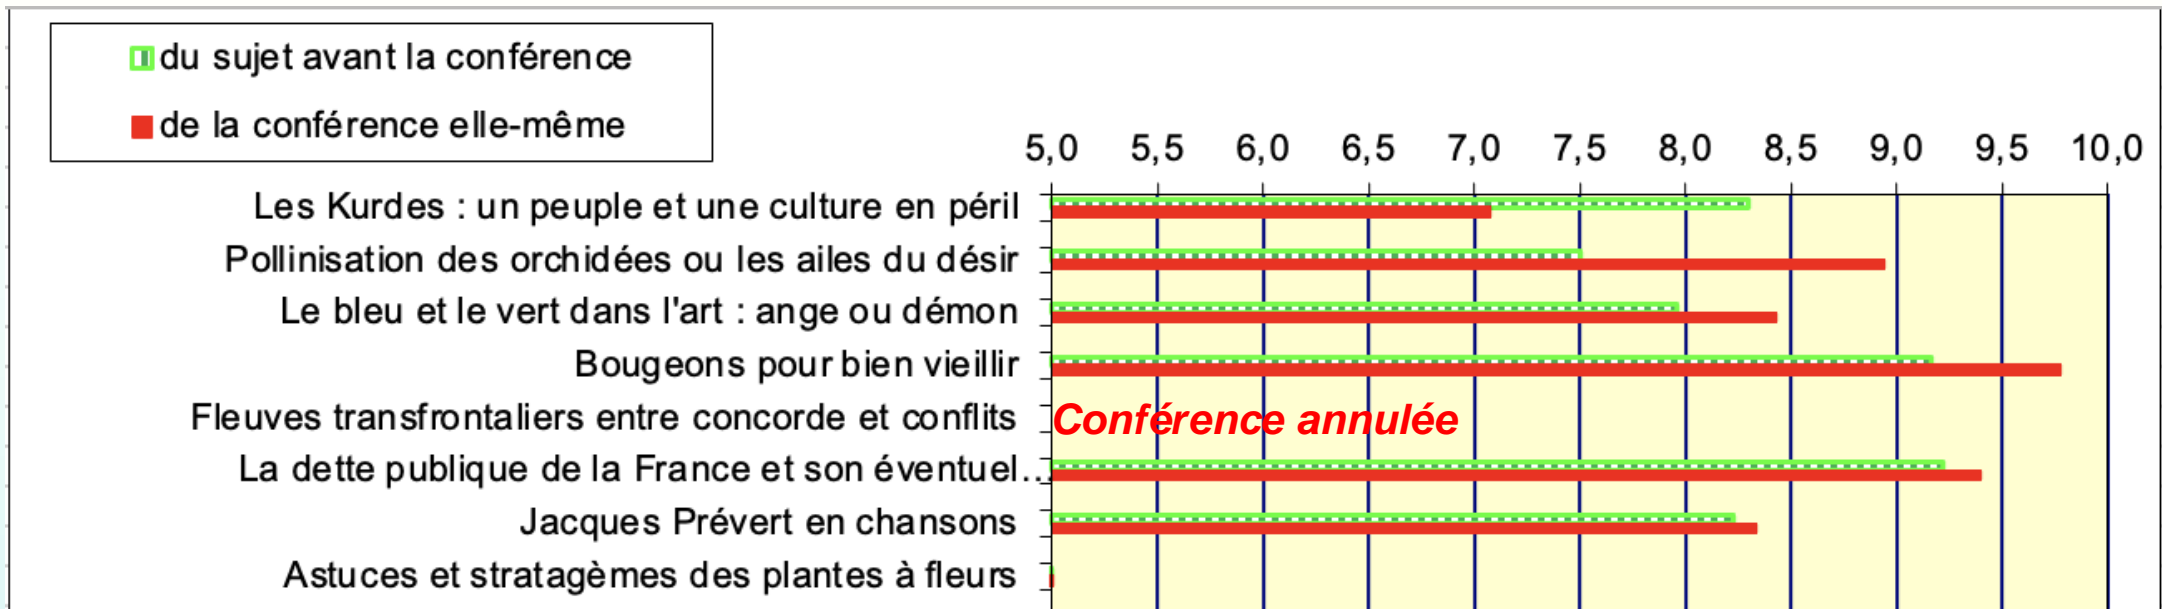 du sujet avant la conférence
de la conférence elle-même
5,0 5,5 6,0 6,5 7,0 7,5 8,0 8,5 9,0 9,5 10,0
Les Kurdes : un peuple et une culture en péril
Pollinisation des orchidées ou les ailes du désir
Le bleu et le vert dans l'art : ange ou démon
Bougeons pour bien vieillir
Fleuves transfrontaliers entre concorde et conflits Conférence annulée
La dette publique de la France et son éventuel...
Jacques Prévert en chansons
Astuces et stratagèmes des plantes à fleurs